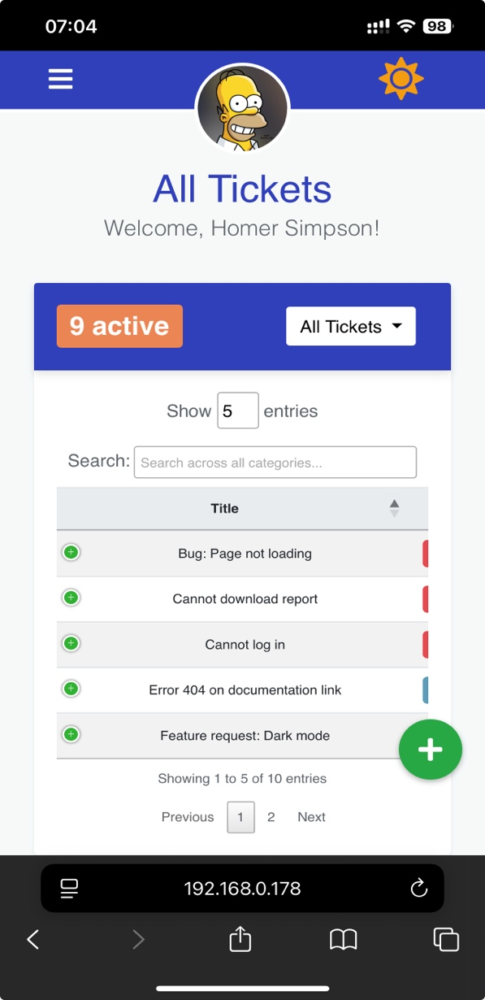 07:04
98
All Tickets
Welcome, Homer Simpson!
9 active
All Tickets
Show 5 entries
Search: Search across all categories...
Title
Bug: Page not loading
Cannot download report
Cannot log in
Error 404 on documentation link
Feature request: Dark mode
Showing 1 to 5 of 10 entries
Previous 1 2 Next
192.168.0.178